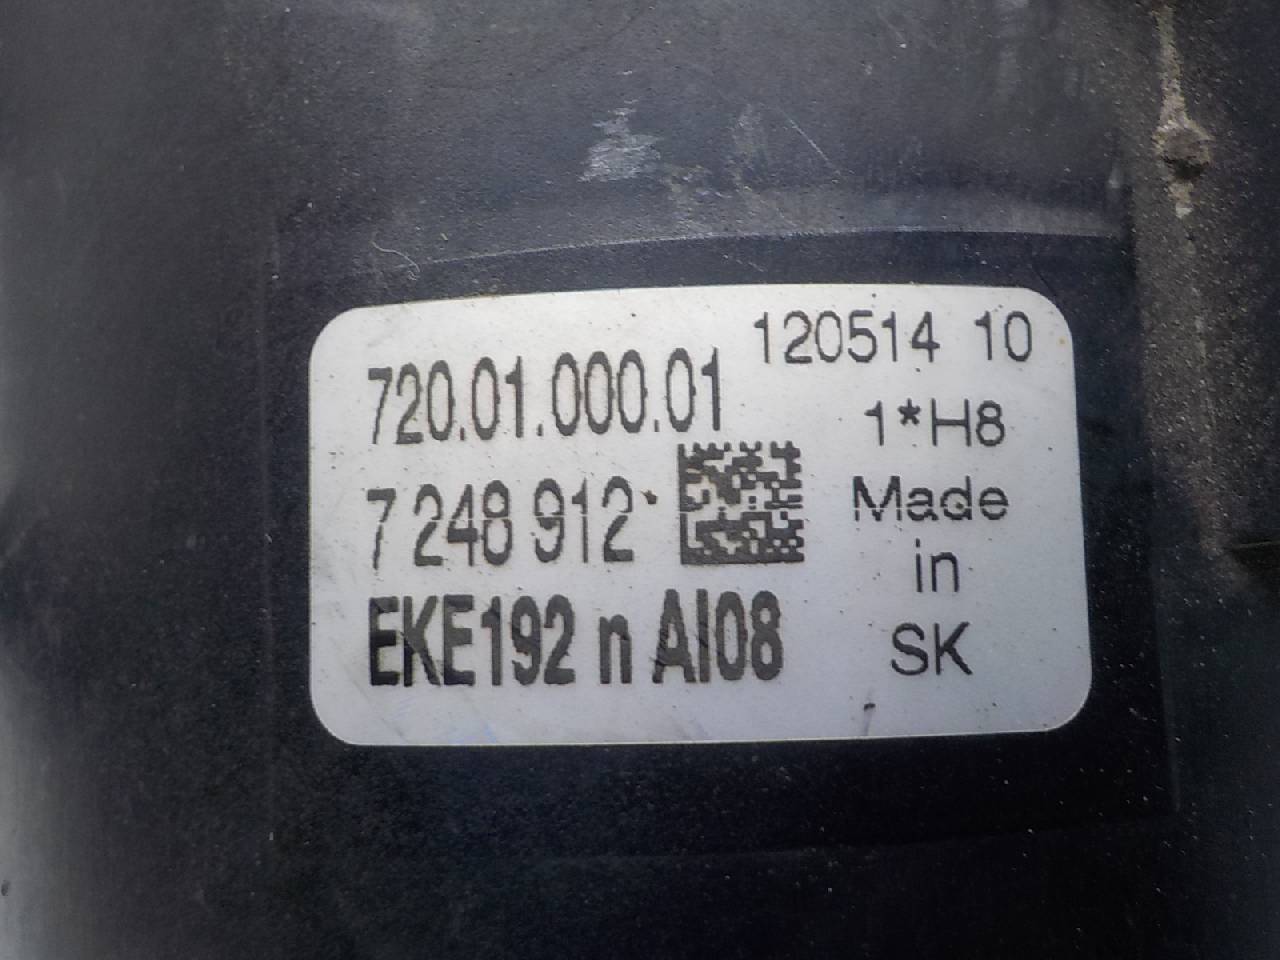 720.01.000.01
7 248 912
EKE192 n AI08
120514 10
1*H8
Made
in
SK